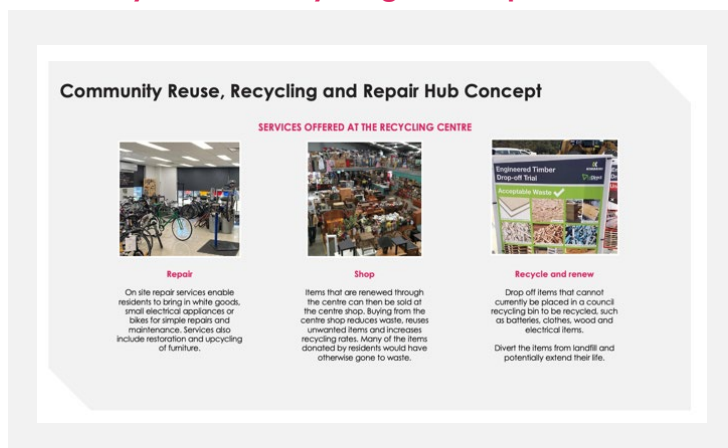 Community Reuse, Recycling and Repair Hub Concept
SERVICES OFFERED AT THE RECYCLING CENTRE
Engineered Timber
Drop-off Trial
Acceptable Waste
Repair
On site repair services enable
residents to bring in white goods,
small electrical appliances or
bikes for simple repairs and
maintenance. Services also
include restoration and upcycling
of furniture.
Shop
Items that are renewed through
the centre can then be sold at
the centre shop. Buying from the
centre shop reduces waste, reuses
unwanted items and increases
recycling rates. Many of the items
donated by residents would have
otherwise gone to waste.
Recycle and renew
Drop off items that cannot
currently be placed in a council
recycling bin to be recycled, such
as batteries, clothes, wood and
electrical items.
Divert the items from landfill and
potentially extend their life.